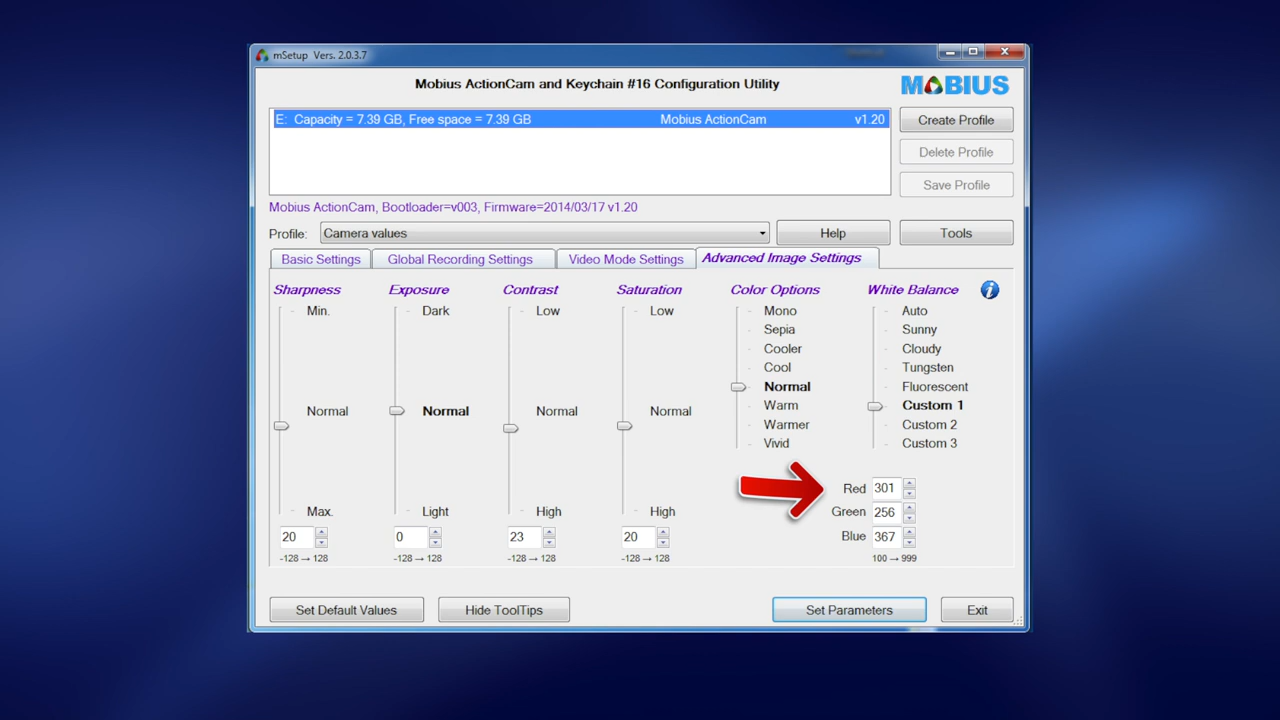 mSetup Vers. 2.0.3.7
Mobius ActionCam and Keychain #16 Configuration Utility
MOBIUS
E: Capacity = 7.39 GB, Free space = 7.39 GB Mobius ActionCam v1.20
Create Profile
Delete Profile
Save Profile
Mobius ActionCam, Bootloader=v003, Firmware=2014/03/17 v1.20
Profile: Camera values Help Tools
Basic Settings Global Recording Settings Video Mode Settings Advanced Image Settings
Sharpness Exposure Contrast Saturation Color Options White Balance
Min. Dark Low Low Mono Auto
Sepia Sunny
Cooler Cloudy
Cool Tungsten
Normal Fluorescent
Normal Normal Normal Normal Warm Custom 1
Warmer Custom 2
Vivid Custom 3
Red 301
Max. Light High High Green 256
20 0 23 20 Blue 367
-128 → 128 -128 → 128 -128 → 128 -128 → 128 100 → 999
Set Default Values Hide ToolTips Set Parameters Exit